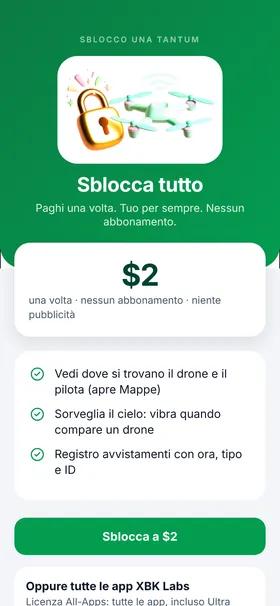 SBLOCCO UNA TANTUM
Sblocca tutto
Paghi una volta. Tuo per sempre. Nessun
abbonamento.
$2
una volta · nessun abbonamento · niente
pubblicità
Vedi dove si trovano il drone e il
pilota (apre Mappe)
Sorveglia il cielo: vibra quando
compare un drone
Registro avvistamenti con ora, tipo
e ID
Sblocca a $2
Oppure tutte le app XBK Labs
Licenza All-Apps: tutte le app, incluso Ultra